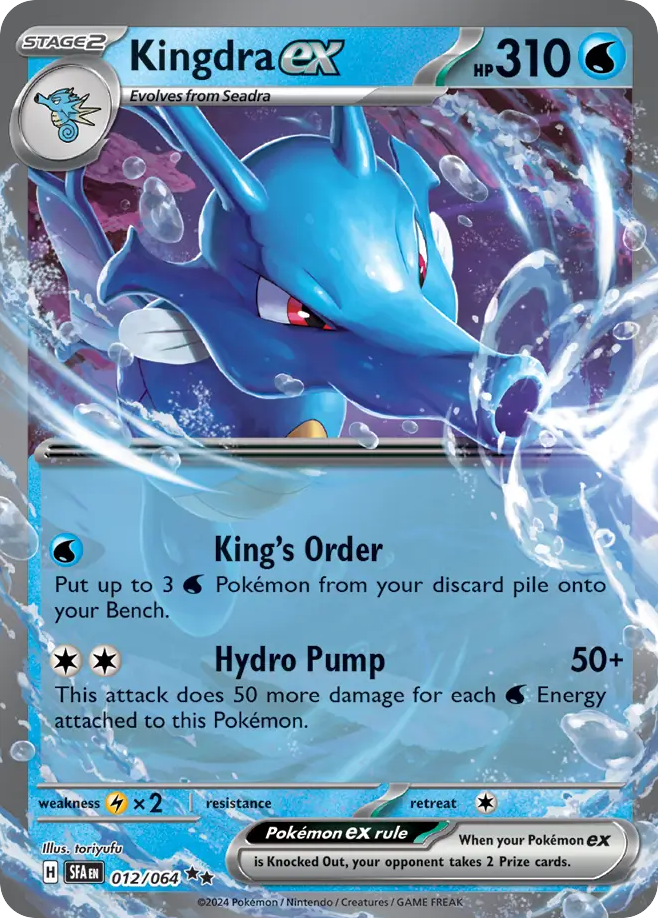 STAGE2
Kingdra ex
HP310
Evolves from Seadra
King's Order
Put up to 3 Pokémon from your discard pile onto
your Bench.
Hydro Pump 50+
This attack does 50 more damage for each Energy
attached to this Pokémon.
weakness ×2 resistance retreat
Illus. toriyufu
Pokémon ex rule When your Pokémon ex
is Knocked Out, your opponent takes 2 Prize cards.
H SFA EN 012/064
©2024 Pokémon / Nintendo / Creatures / GAME FREAK